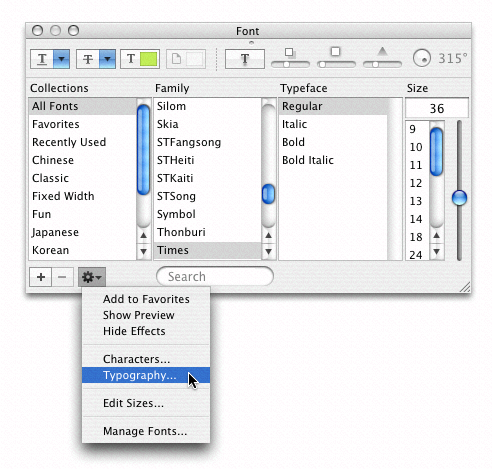 Font
T T T T 315°
Collections Family Typeface Size
All Fonts Silom Regular 36
Favorites Skia Italic 9
Recently Used STFangsong Bold 10
Chinese STHeiti Bold Italic 11
Classic STKaiti 12
Fixed Width STSong 13
Fun Symbol 14
Japanese Thonburi 18
Korean Times 24
+ − Search
Add to Favorites
Show Preview
Hide Effects
Characters...
Typography...
Edit Sizes...
Manage Fonts...